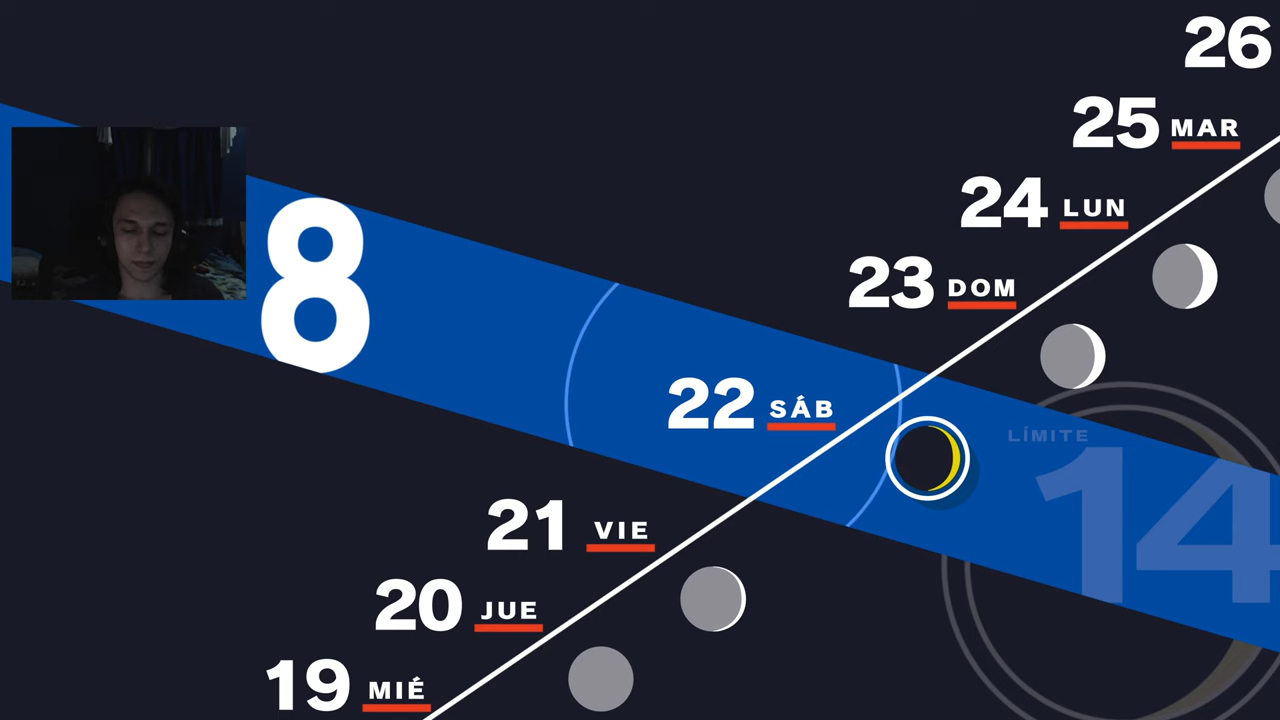 26
25 MAR
24 LUN
23 DOM
8
22 SÁB
LÍMITE
14
21 VIE
20 JUE
19 MIÉ